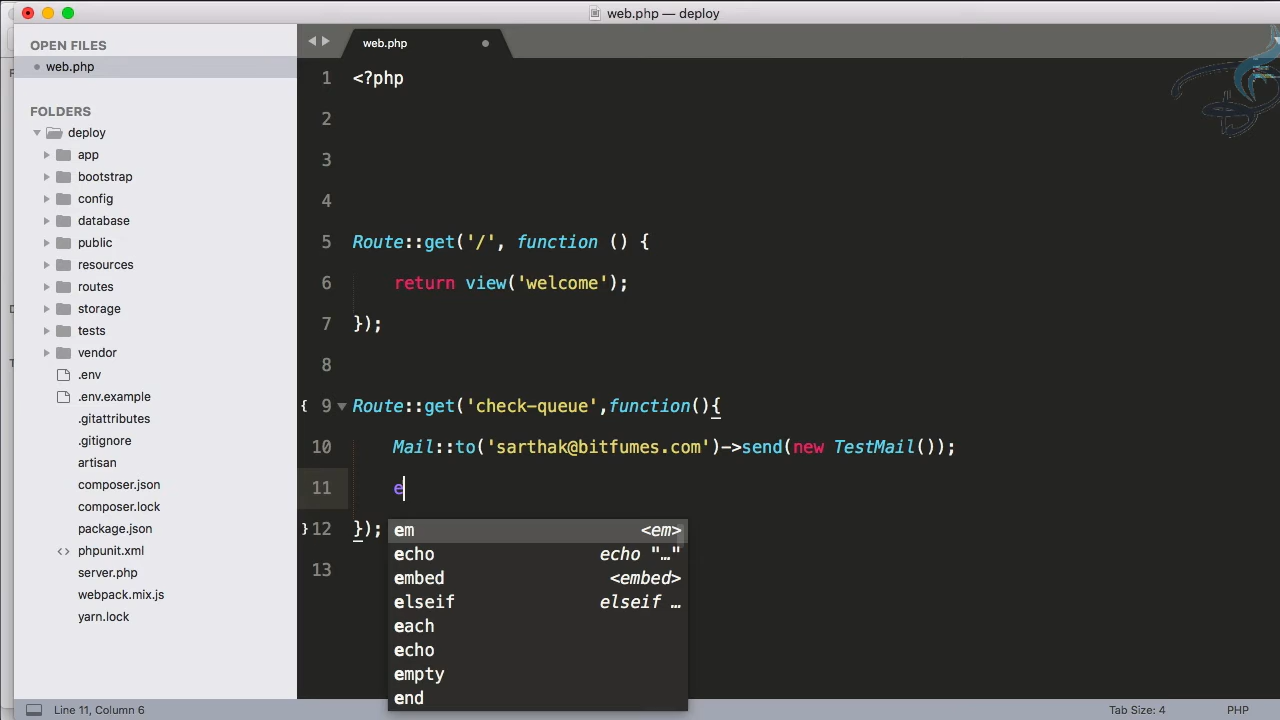 web.php — deploy
OPEN FILES
web.php
FOLDERS
deploy
app
bootstrap
config
database
public
resources
routes
storage
tests
vendor
.env
.env.example
.gitattributes
.gitignore
artisan
composer.json
composer.lock
package.json
phpunit.xml
server.php
webpack.mix.js
yarn.lock
web.php
1 <?php
2
3
4
5 Route::get('/', function () {
6 return view('welcome');
7 });
8
9 Route::get('check-queue',function(){
10 Mail::to('sarthak@bitfumes.com')->send(new TestMail());
11 e
12 });
13
em <em>
echo echo "…"
embed <embed>
elseif elseif …
each
echo
empty
end
Line 11, Column 6
Tab Size: 4
PHP